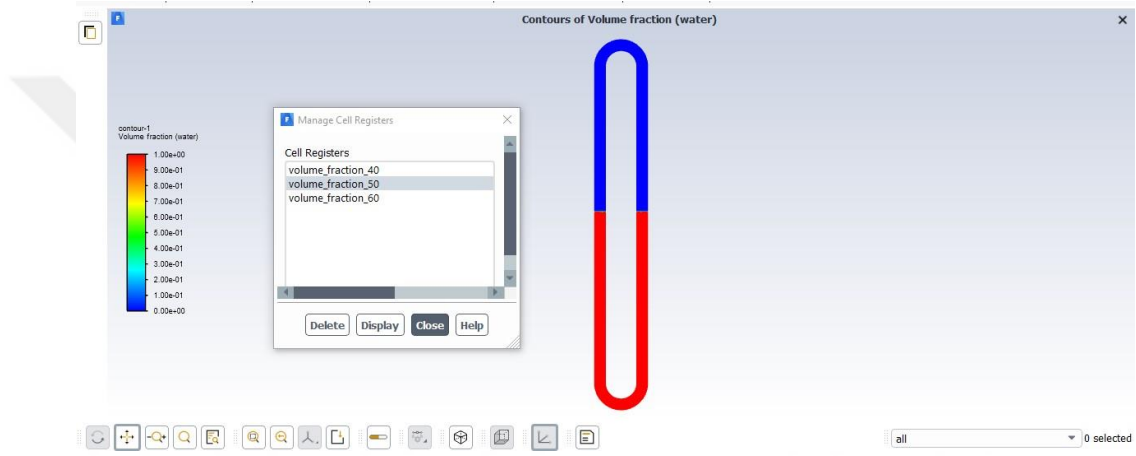 Contours of Volume fraction (water)
contour-1
Volume fraction (water)
1.00e+00
9.00e-01
8.00e-01
7.00e-01
6.00e-01
5.00e-01
4.00e-01
3.00e-01
2.00e-01
1.00e-01
0.00e+00
Manage Cell Registers
Cell Registers
volume_fraction_40
volume_fraction_50
volume_fraction_60
Delete Display Close Help
all 0 selected